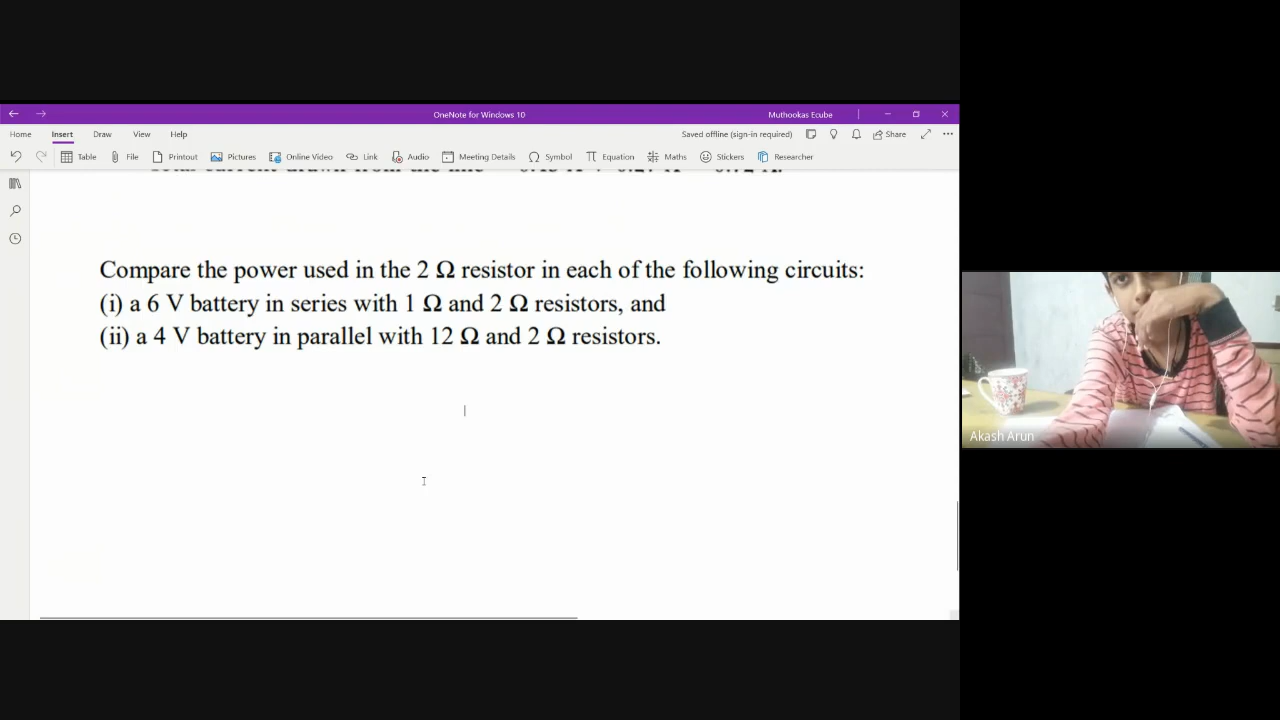 OneNote for Windows 10
Muthookas Ecube
Home Insert Draw View Help
Saved offline (sign-in required) Share
Table File Printout Pictures Online Video Link Audio Meeting Details Symbol Equation Maths Stickers Researcher
Compare the power used in the 2 Ω resistor in each of the following circuits:
(i) a 6 V battery in series with 1 Ω and 2 Ω resistors, and
(ii) a 4 V battery in parallel with 12 Ω and 2 Ω resistors.
Akash Arun